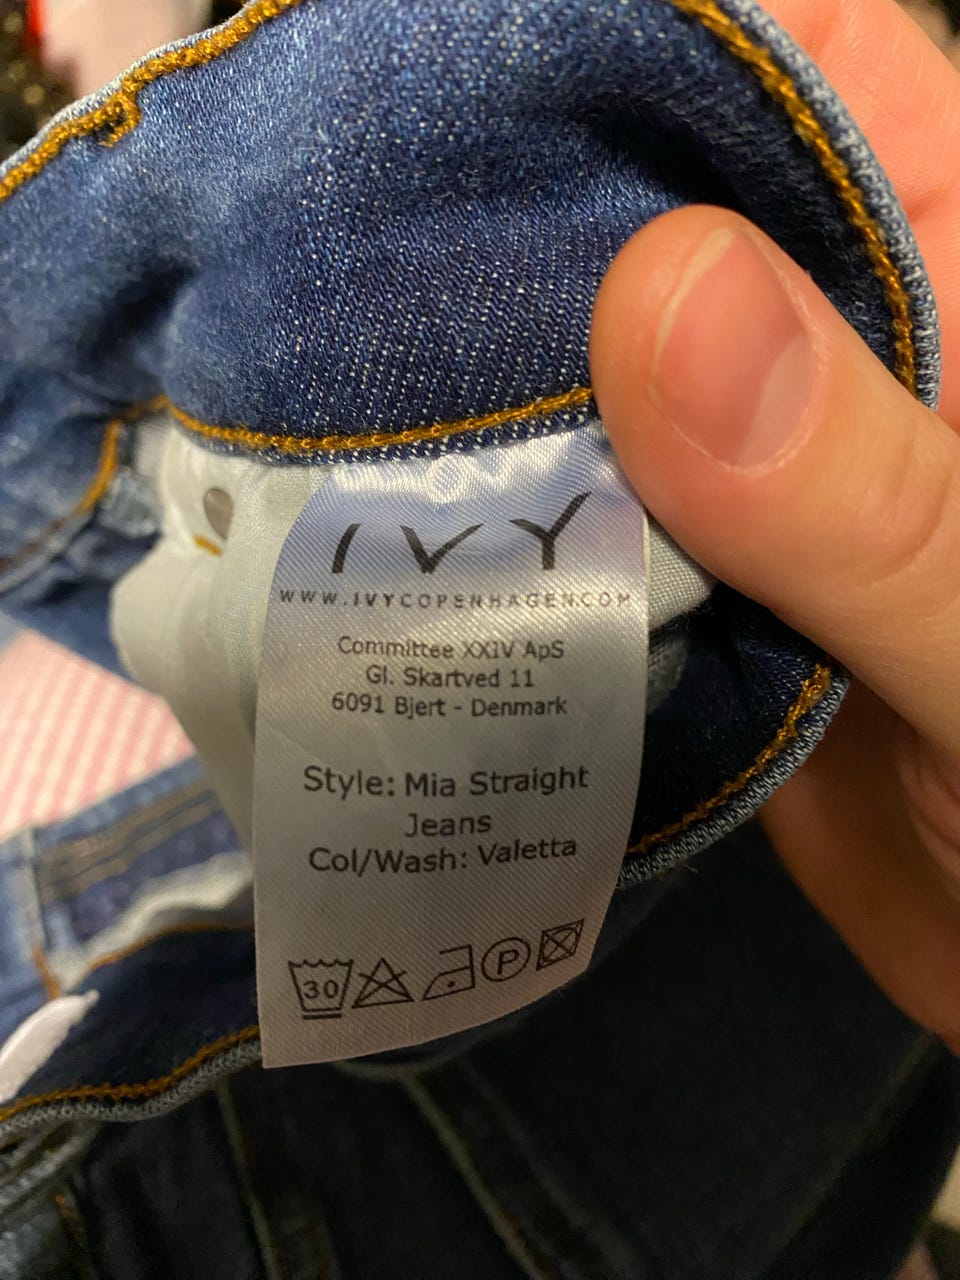 IVY
WWW.IVYCOPENHAGEN.COM
Committee XXIV ApS
Gl. Skartved 11
6091 Bjert - Denmark
Style: Mia Straight
Jeans
Col/Wash: Valetta
30 P